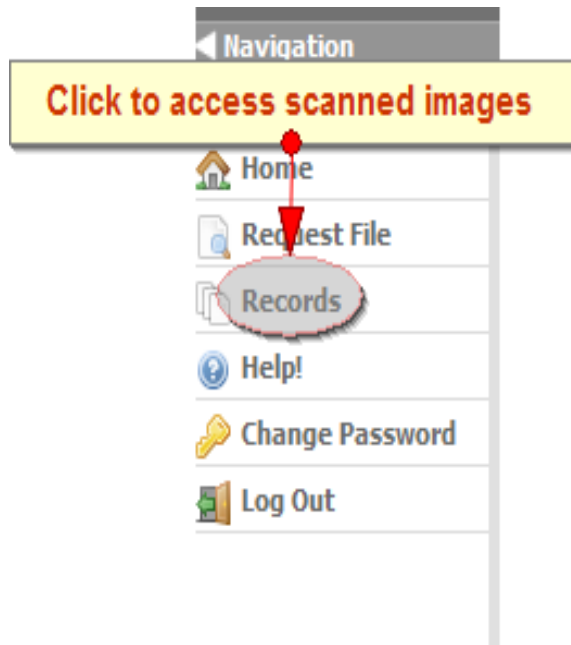 Navigation
Click to access scanned images
Home
Request File
Records
Help!
Change Password
Log Out